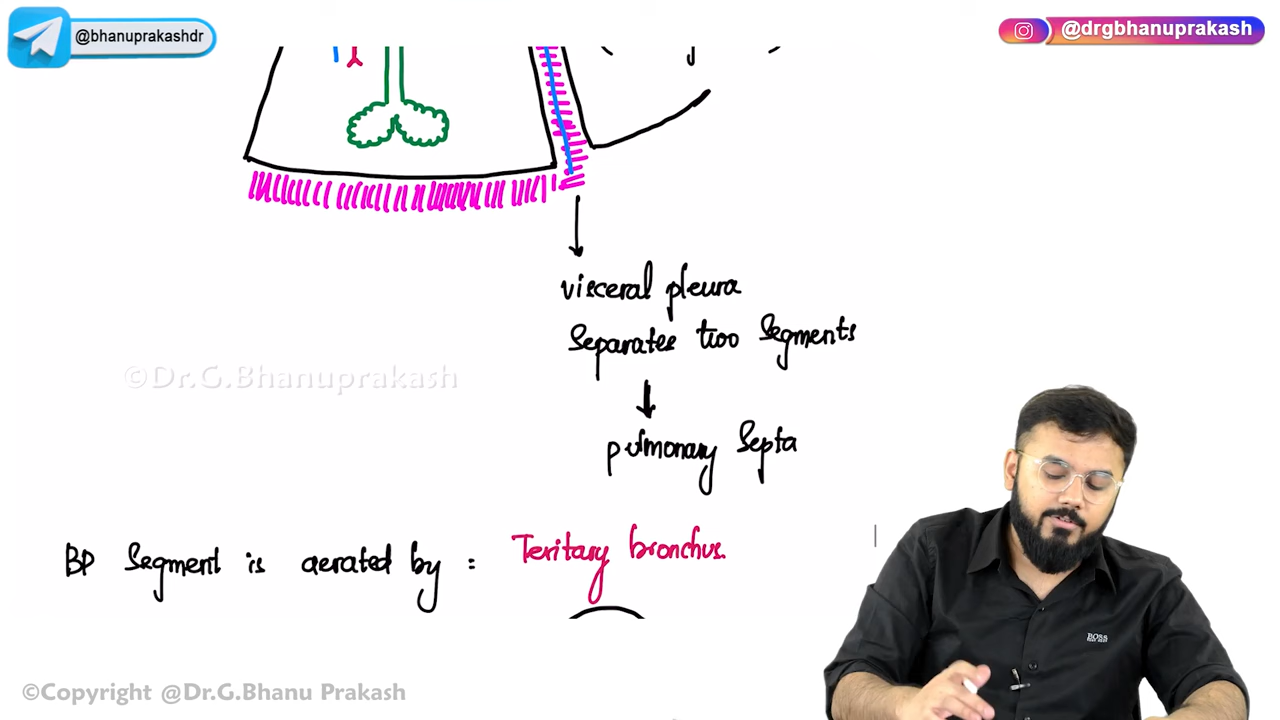 @bhanuprakashdr
@drgbhanuprakash
visceral pleura
separates two segments
pulmonary septa
©Dr.G.Bhanuprakash
BP Segment is aerated by : Teritary bronchus.
BOSS
©Copyright @Dr.G.Bhanu Prakash